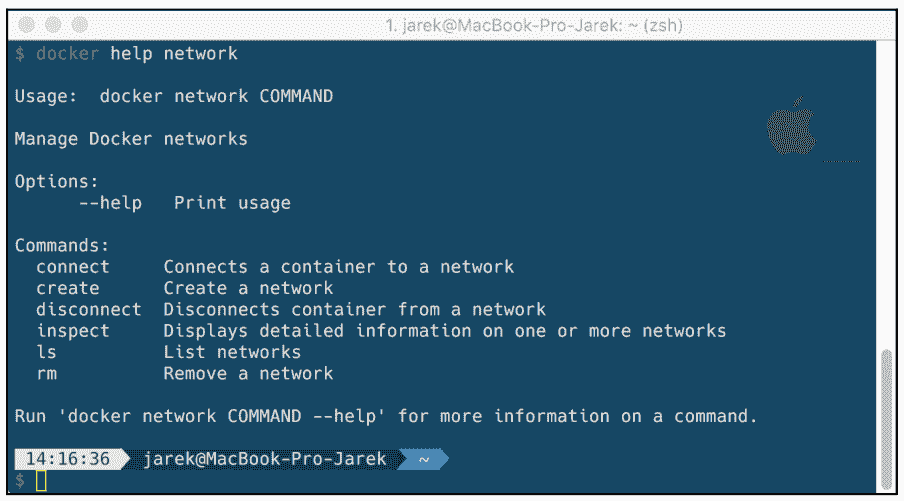 1. jarek@MacBook-Pro-Jarek: ~ (zsh)
$ docker help network
Usage:  docker network COMMAND
Manage Docker networks
Options:
      --help   Print usage
Commands:
  connect     Connects a container to a network
  create      Create a network
  disconnect  Disconnects container from a network
  inspect     Displays detailed information on one or more networks
  ls          List networks
  rm          Remove a network
Run 'docker network COMMAND --help' for more information on a command.
14:16:36 jarek@MacBook-Pro-Jarek ~
$